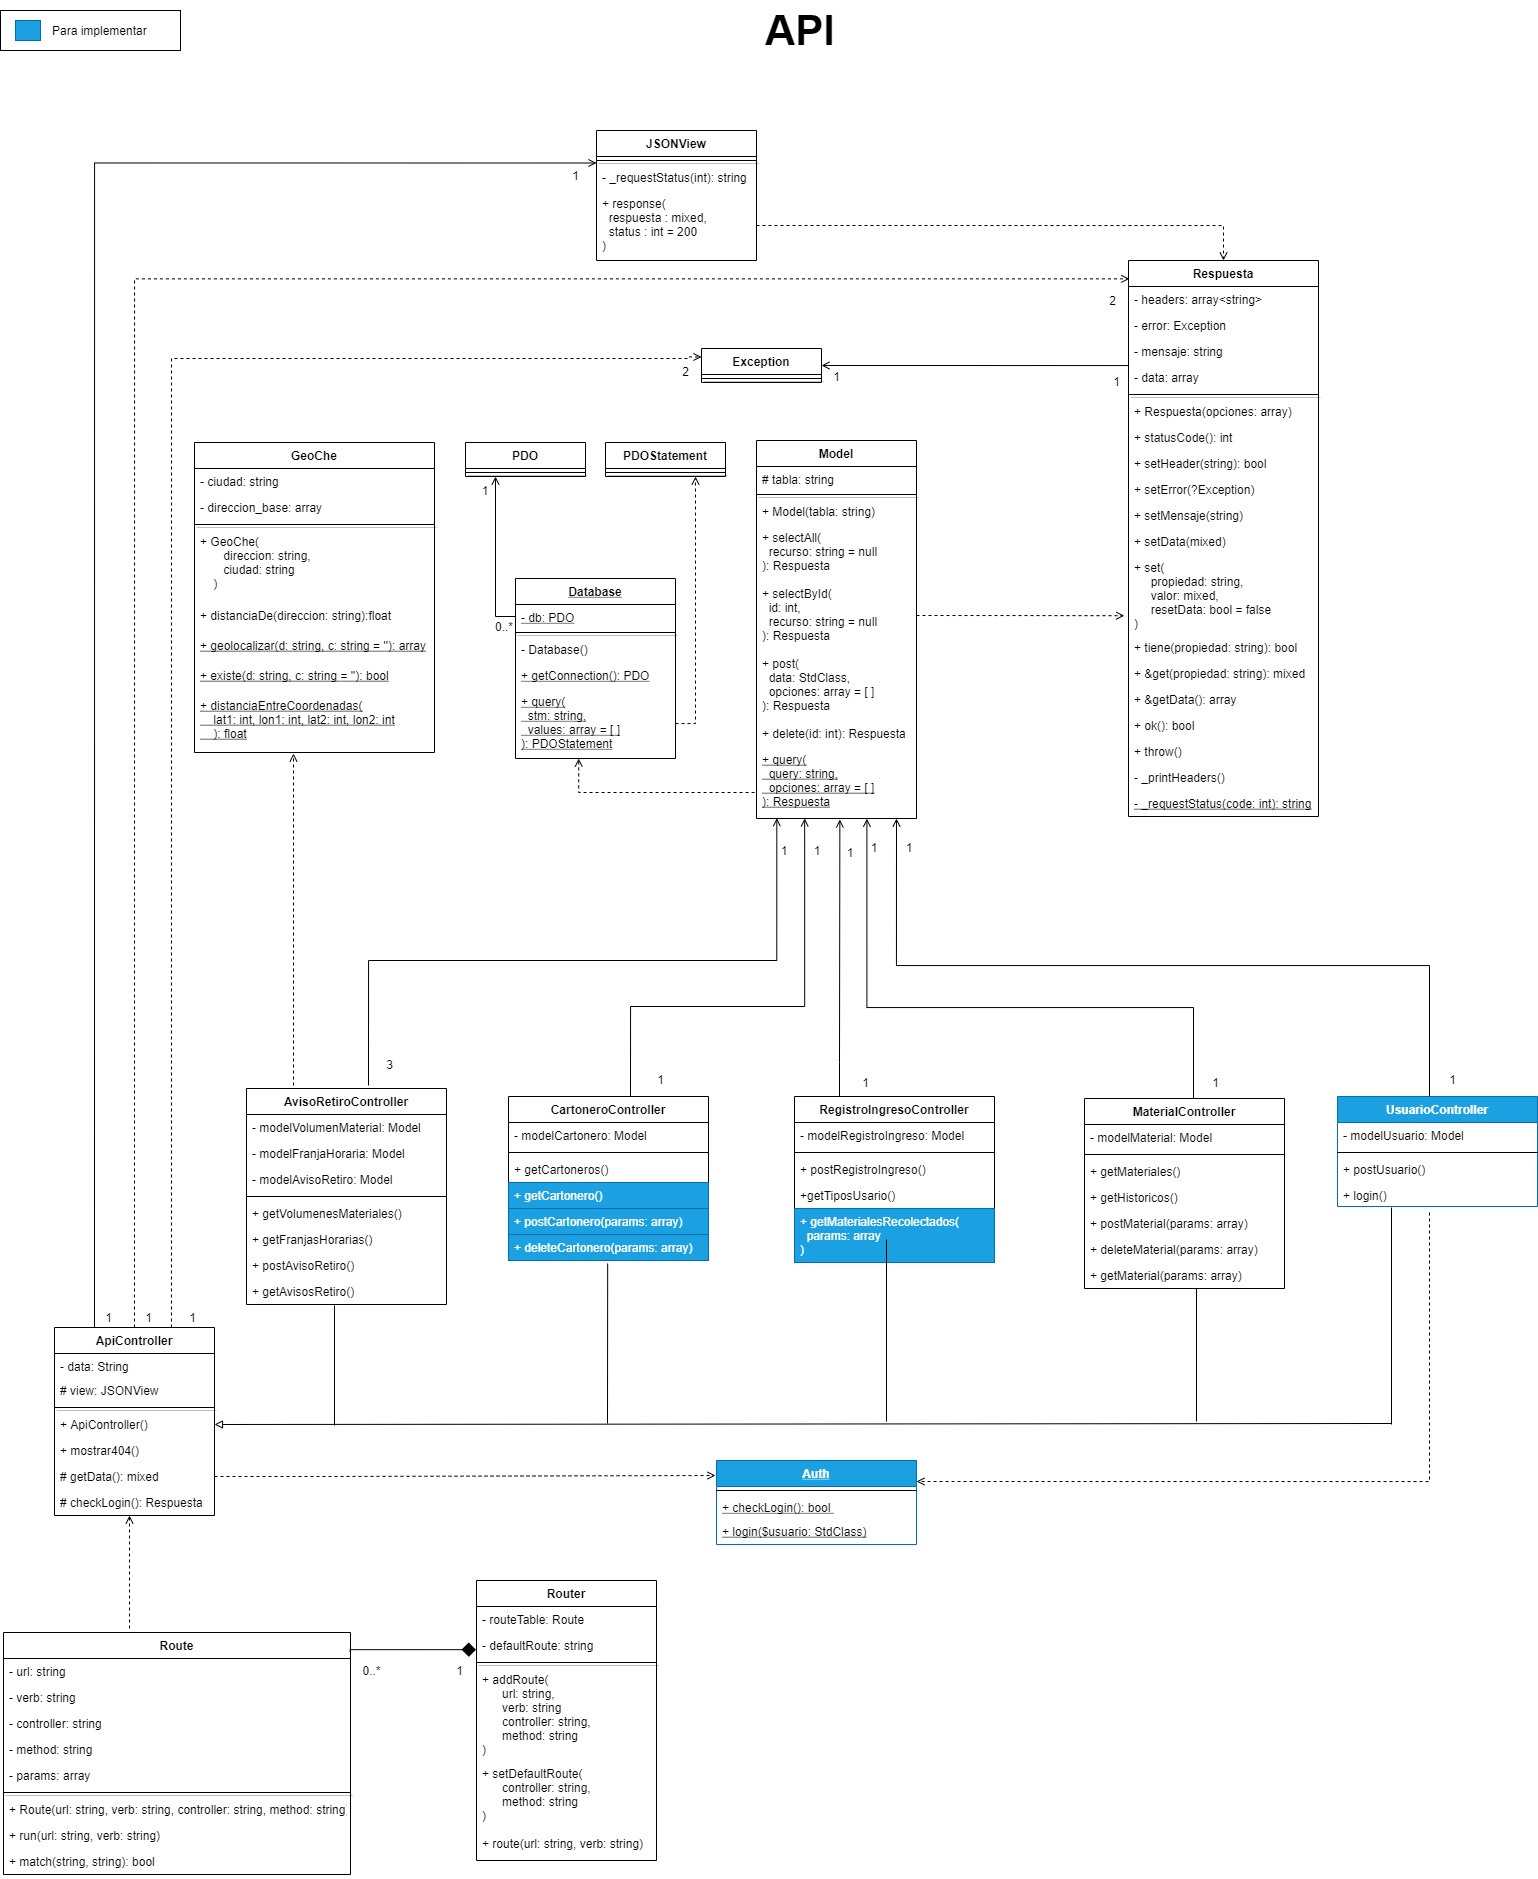 Para implementar
API
JSONView
- _requestStatus(int): string
+ response(
respuesta : mixed,
status : int = 200
)
1
Respuesta
- headers: array<string>
- error: Exception
- mensaje: string
- data: array
+ Respuesta(opciones: array)
+ statusCode(): int
+ setHeader(string): bool
+ setError(?Exception)
+ setMensaje(string)
+ setData(mixed)
+ set(
propiedad: string,
valor: mixed,
resetData: bool = false
)
+ tiene(propiedad: string): bool
+ &get(propiedad: string): mixed
+ &getData(): array
+ ok(): bool
+ throw()
- _printHeaders()
- _requestStatus(code: int): string
2
Exception
2
1
1
GeoChe
- ciudad: string
- direccion_base: array
+ GeoChe(
direccion: string,
ciudad: string
)
+ distanciaDe(direccion: string):float
+ geolocalizar(d: string, c: string = ''): array
+ existe(d: string, c: string = ''): bool
+ distanciaEntreCoordenadas(
lat1: int, lon1: int, lat2: int, lon2: int
): float
PDO
PDOStatement
1
Database
- db: PDO
- Database()
+ getConnection(): PDO
+ query(
stm: string,
values: array = [ ]
): PDOStatement
0..*
Model
# tabla: string
+ Model(tabla: string)
+ selectAll(
recurso: string = null
): Respuesta
+ selectById(
id: int,
recurso: string = null
): Respuesta
+ post(
data: StdClass,
opciones: array = [ ]
): Respuesta
+ delete(id: int): Respuesta
+ query(
query: string,
opciones: array = [ ]
): Respuesta
1
1
1
1
1
3
1
1
1
1
AvisoRetiroController
- modelVolumenMaterial: Model
- modelFranjaHoraria: Model
- modelAvisoRetiro: Model
+ getVolumenesMateriales()
+ getFranjasHorarias()
+ postAvisoRetiro()
+ getAvisosRetiro()
CartoneroController
- modelCartonero: Model
+ getCartoneros()
+ getCartonero()
+ postCartonero(params: array)
+ deleteCartonero(params: array)
RegistroIngresoController
- modelRegistroIngreso: Model
+ postRegistroIngreso()
+getTiposUsario()
+ getMaterialesRecolectados(
params: array
)
MaterialController
- modelMaterial: Model
+ getMateriales()
+ getHistoricos()
+ postMaterial(params: array)
+ deleteMaterial(params: array)
+ getMaterial(params: array)
UsuarioController
- modelUsuario: Model
+ postUsuario()
+ login()
1
1
1
ApiController
- data: String
# view: JSONView
+ ApiController()
+ mostrar404()
# getData(): mixed
# checkLogin(): Respuesta
Auth
+ checkLogin(): bool
+ login($usuario: StdClass)
Route
- url: string
- verb: string
- controller: string
- method: string
- params: array
+ Route(url: string, verb: string, controller: string, method: string
+ run(url: string, verb: string)
+ match(string, string): bool
0..*
1
Router
- routeTable: Route
- defaultRoute: string
+ addRoute(
url: string,
verb: string
controller: string,
method: string
)
+ setDefaultRoute(
controller: string,
method: string
)
+ route(url: string, verb: string)